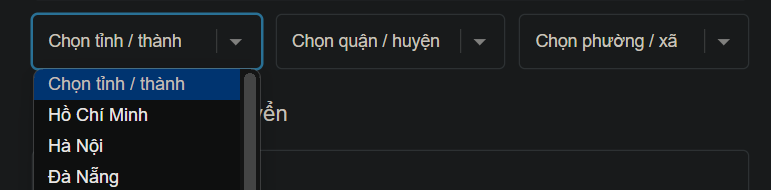 Chọn tỉnh / thành
Chọn quận / huyện
Chọn phường / xã
Chọn tỉnh / thành
Hồ Chí Minh
Hà Nội
Đà Nẵng